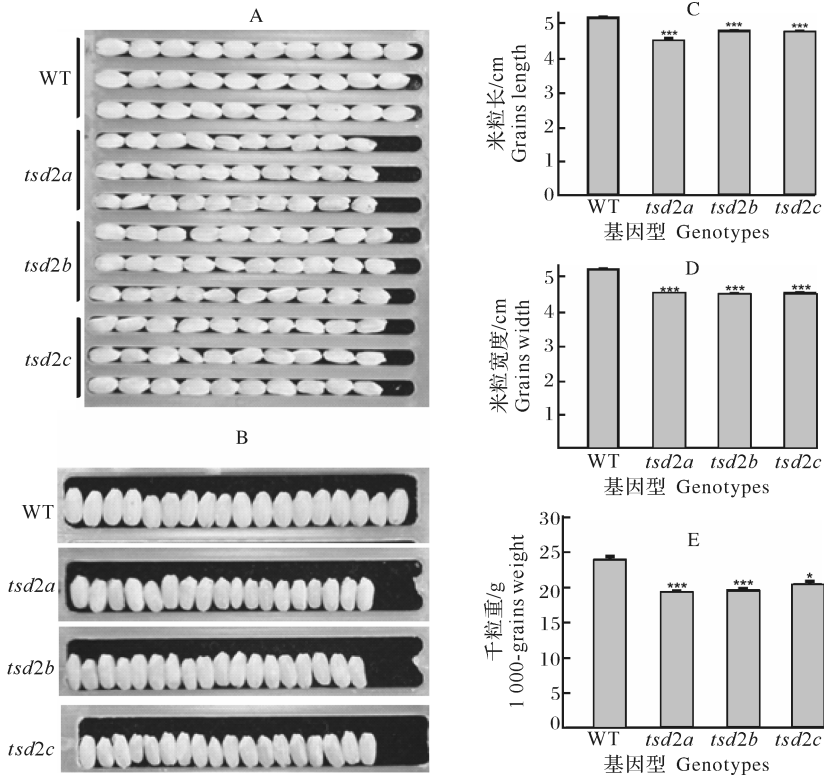 A
WT
tsd2a
tsd2b
tsd2c
B
WT
tsd2a
tsd2b
tsd2c
C
米粒长/cm
Grains length
5
4
3
2
1
0
***
***
***
WT tsd2a tsd2b tsd2c
基因型 Genotypes
D
米粒宽度/cm
Grains width
5
4
3
2
1
***
***
***
WT tsd2a tsd2b tsd2c
基因型 Genotypes
E
千粒重/g
1 000-grains weight
30
25
20
15
10
5
0
***
***
*
WT tsd2a tsd2b tsd2c
基因型 Genotypes